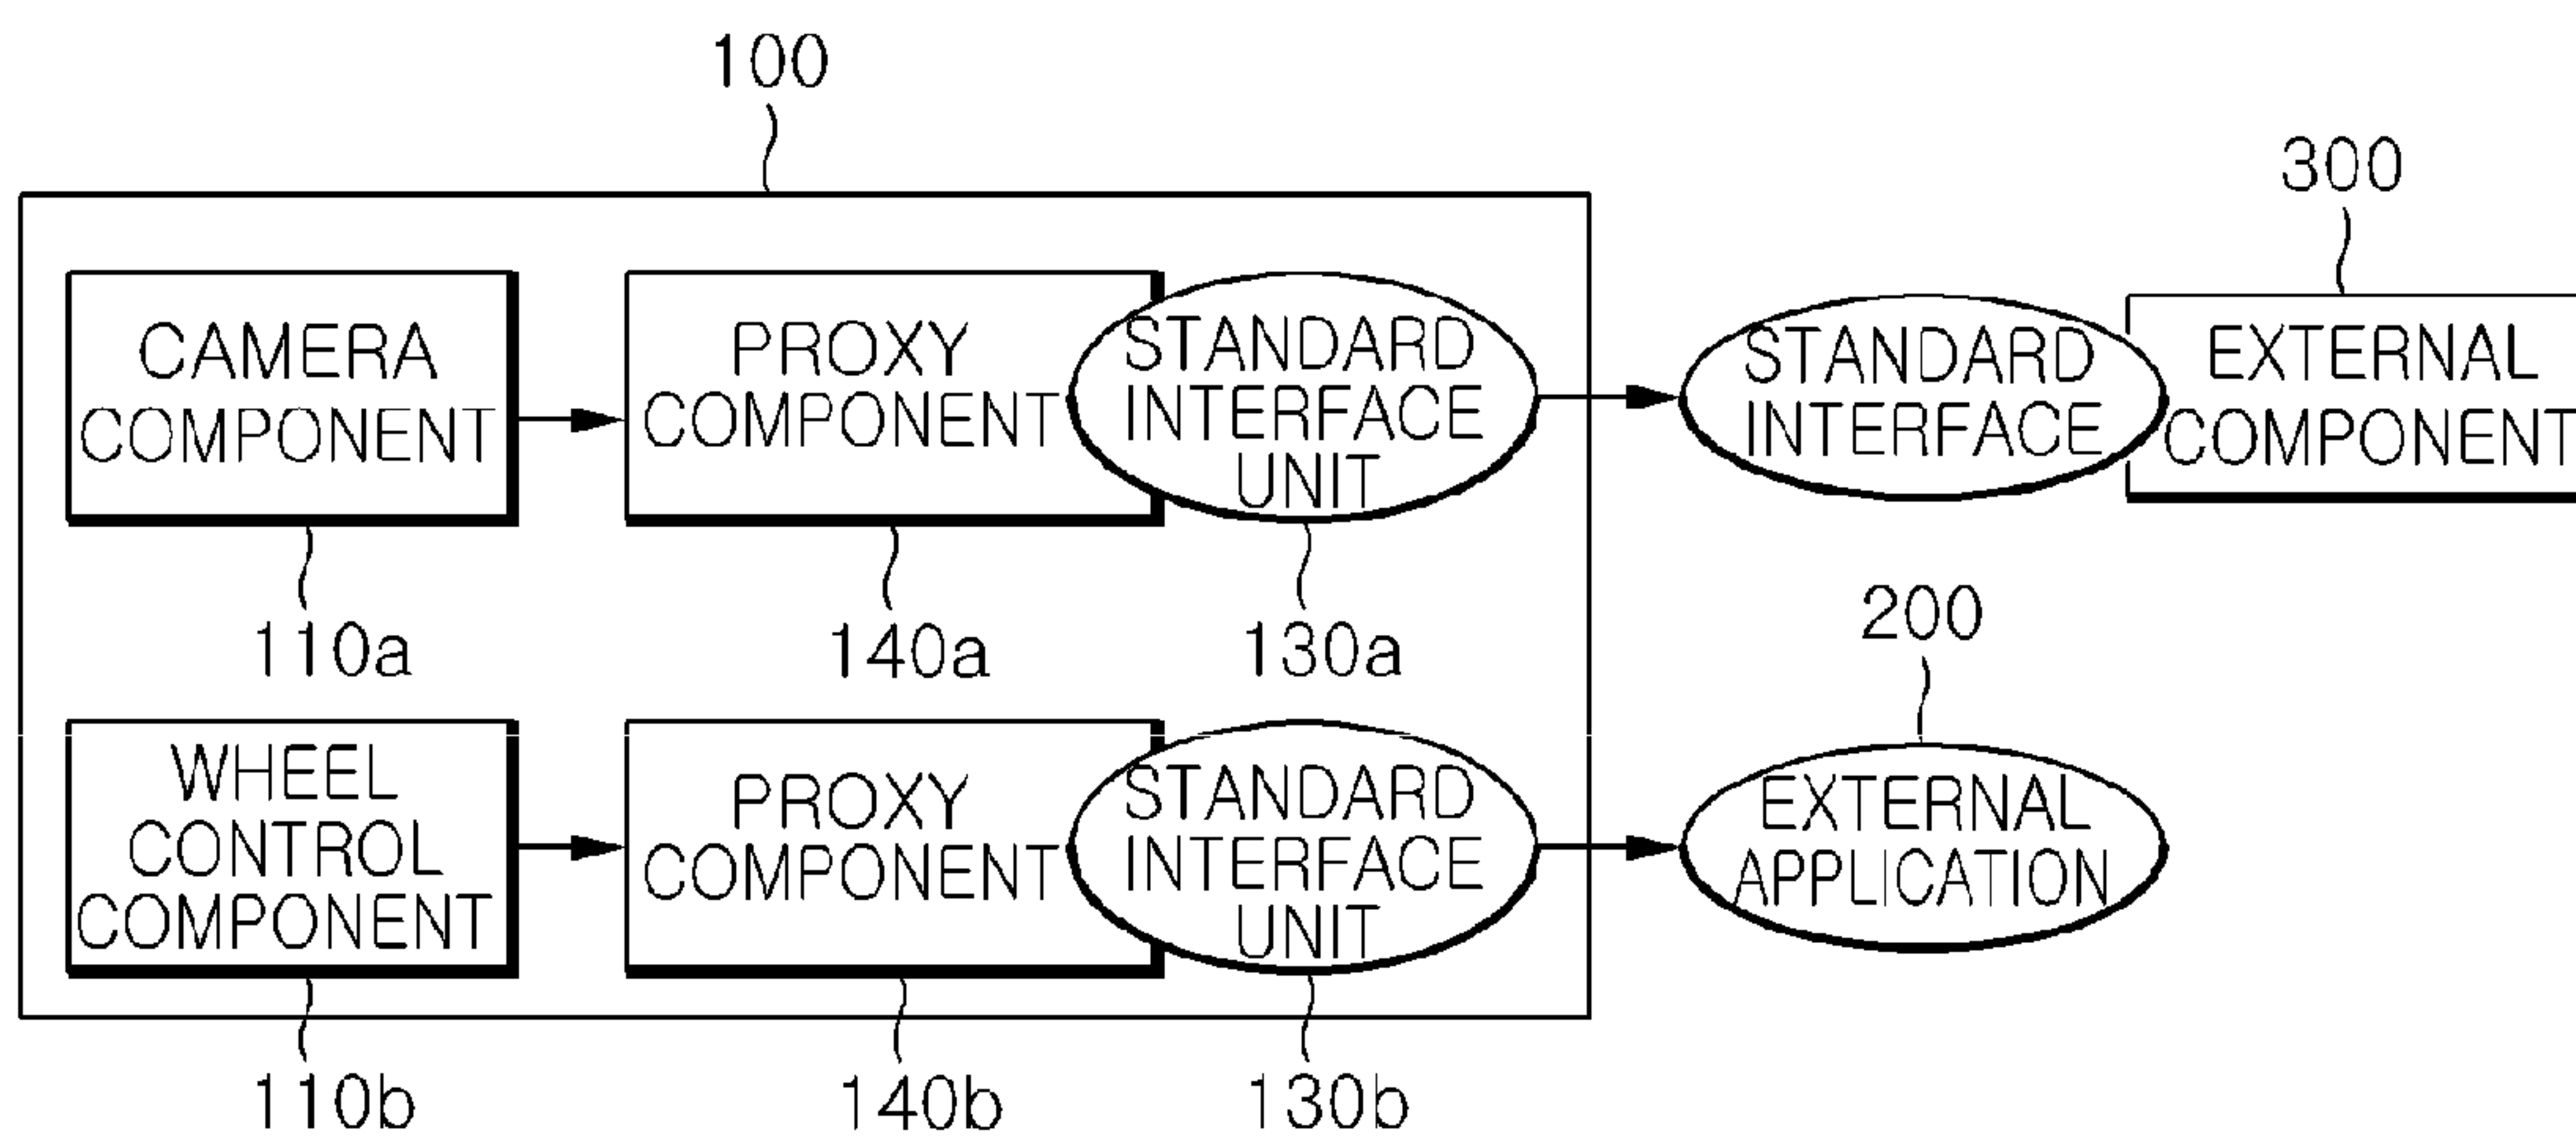 100
300
CAMERA
COMPONENT
PROXY
COMPONENT
STANDARD
INTERFACE
UNIT
STANDARD
INTERFACE
EXTERNAL
COMPONENT
110a
140a
130a
200
WHEEL
CONTROL
COMPONENT
PROXY
COMPONENT
STANDARD
INTERFACE
UNIT
EXTERNAL
APPLICATION
110b
140b
130b